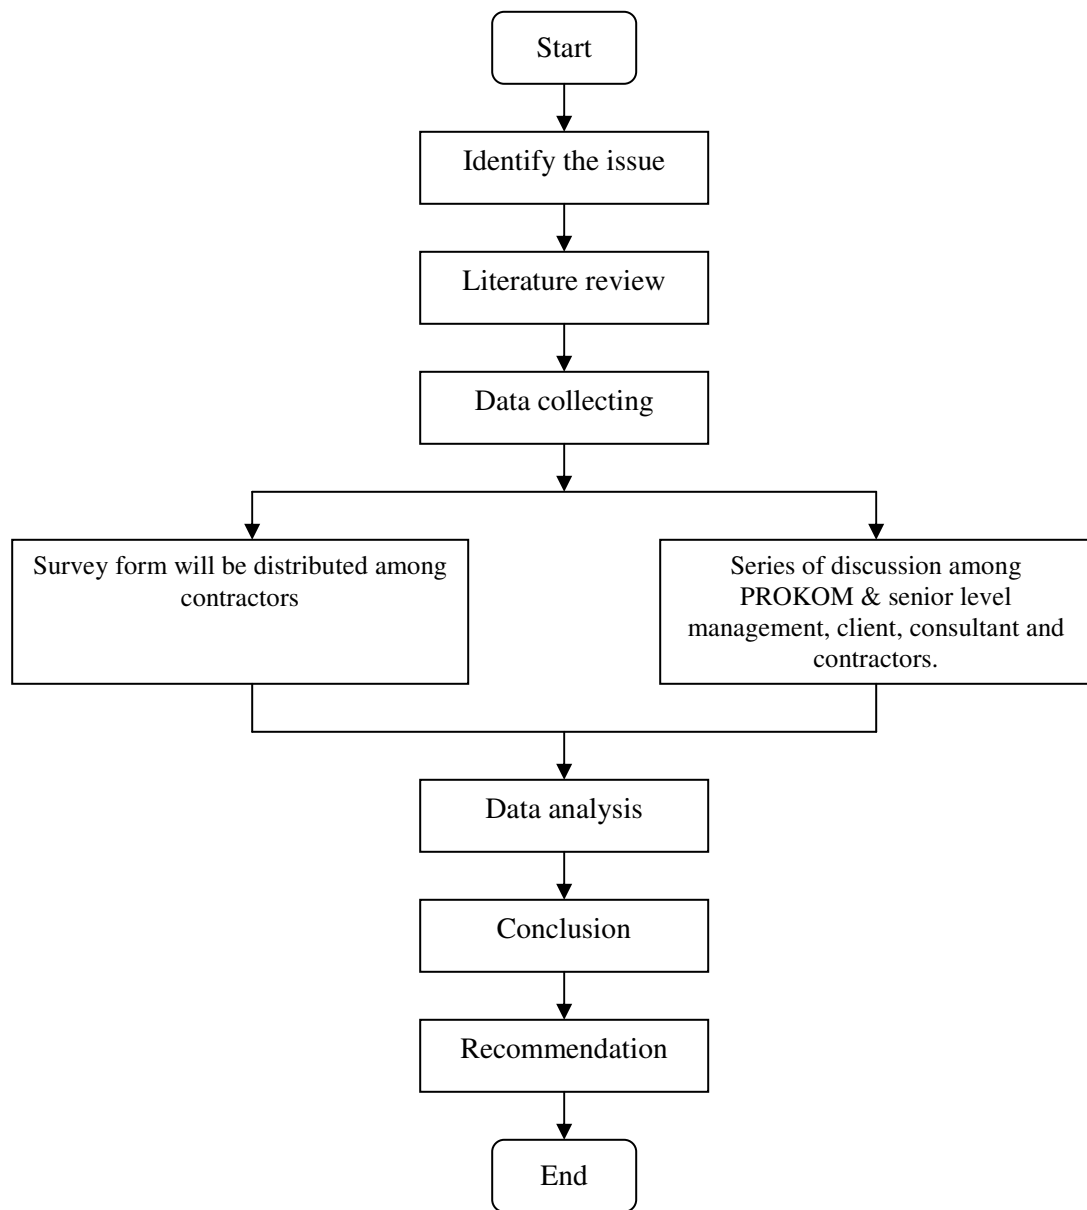 Start
Identify the issue
Literature review
Data collecting
Survey form will be distributed among
contractors
Series of discussion among
PROKOM & senior level
management, client, consultant and
contractors.
Data analysis
Conclusion
Recommendation
End